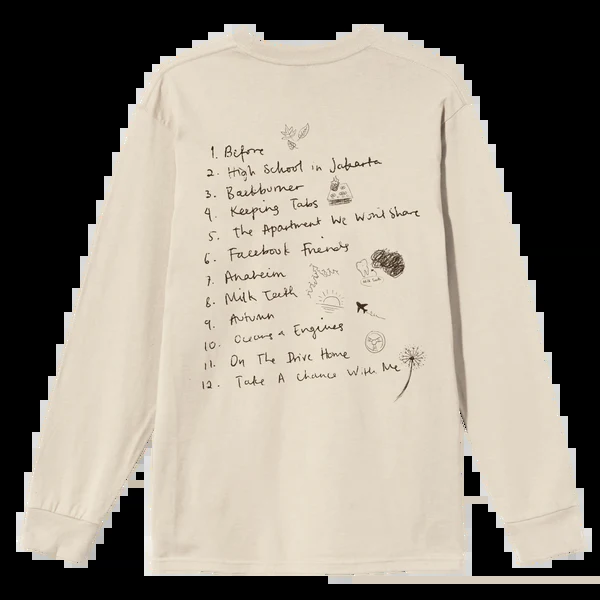 1. Before
2. High School in Jakarta
3. Backburner
4. Keeping Tabs
5. The Apartment We Won't Share
6. Facebook Friends
7. Anaheim
8. Milk Teeth
9. Autumn
10. Oceans & Engines
11. On The Drive Home
12. Take A Chance With Me